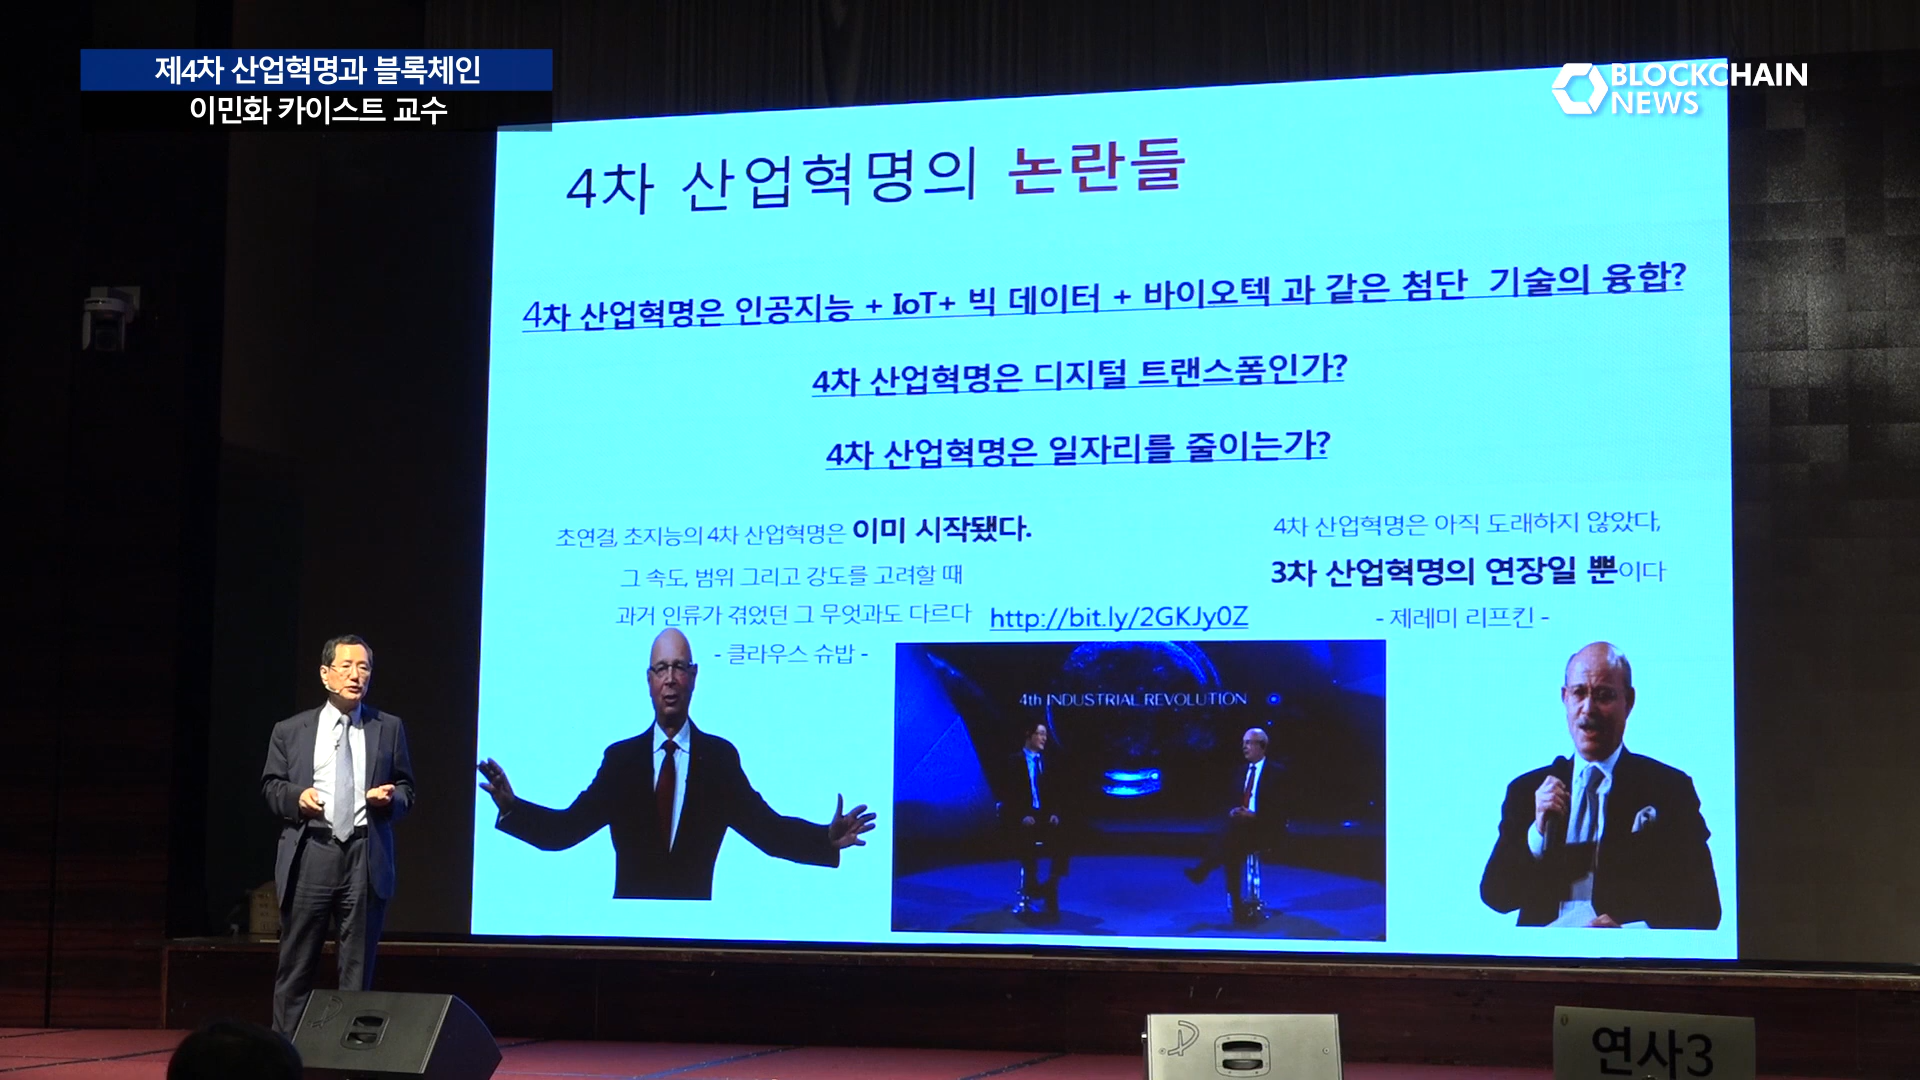 제4차 산업혁명과 블록체인
이민화 카이스트 교수
BLOCKCHAIN
NEWS
4차 산업혁명의 논란들
4차 산업혁명은 인공지능 + IoT+ 빅 데이터 + 바이오텍 과 같은 첨단 기술의 융합?
4차 산업혁명은 디지털 트랜스폼인가?
4차 산업혁명은 일자리를 줄이는가?
초연결, 초지능의 4차 산업혁명은 이미 시작됐다.
그 속도, 범위 그리고 강도를 고려할 때
과거 인류가 겪었던 그 무엇과도 다르다
- 클라우스 슈밥 -
http://bit.ly/2GKJy0Z
4차 산업혁명은 아직 도래하지 않았다,
3차 산업혁명의 연장일 뿐이다
- 제레미 리프킨 -
4th INDUSTRIAL REVOLUTION
연사3